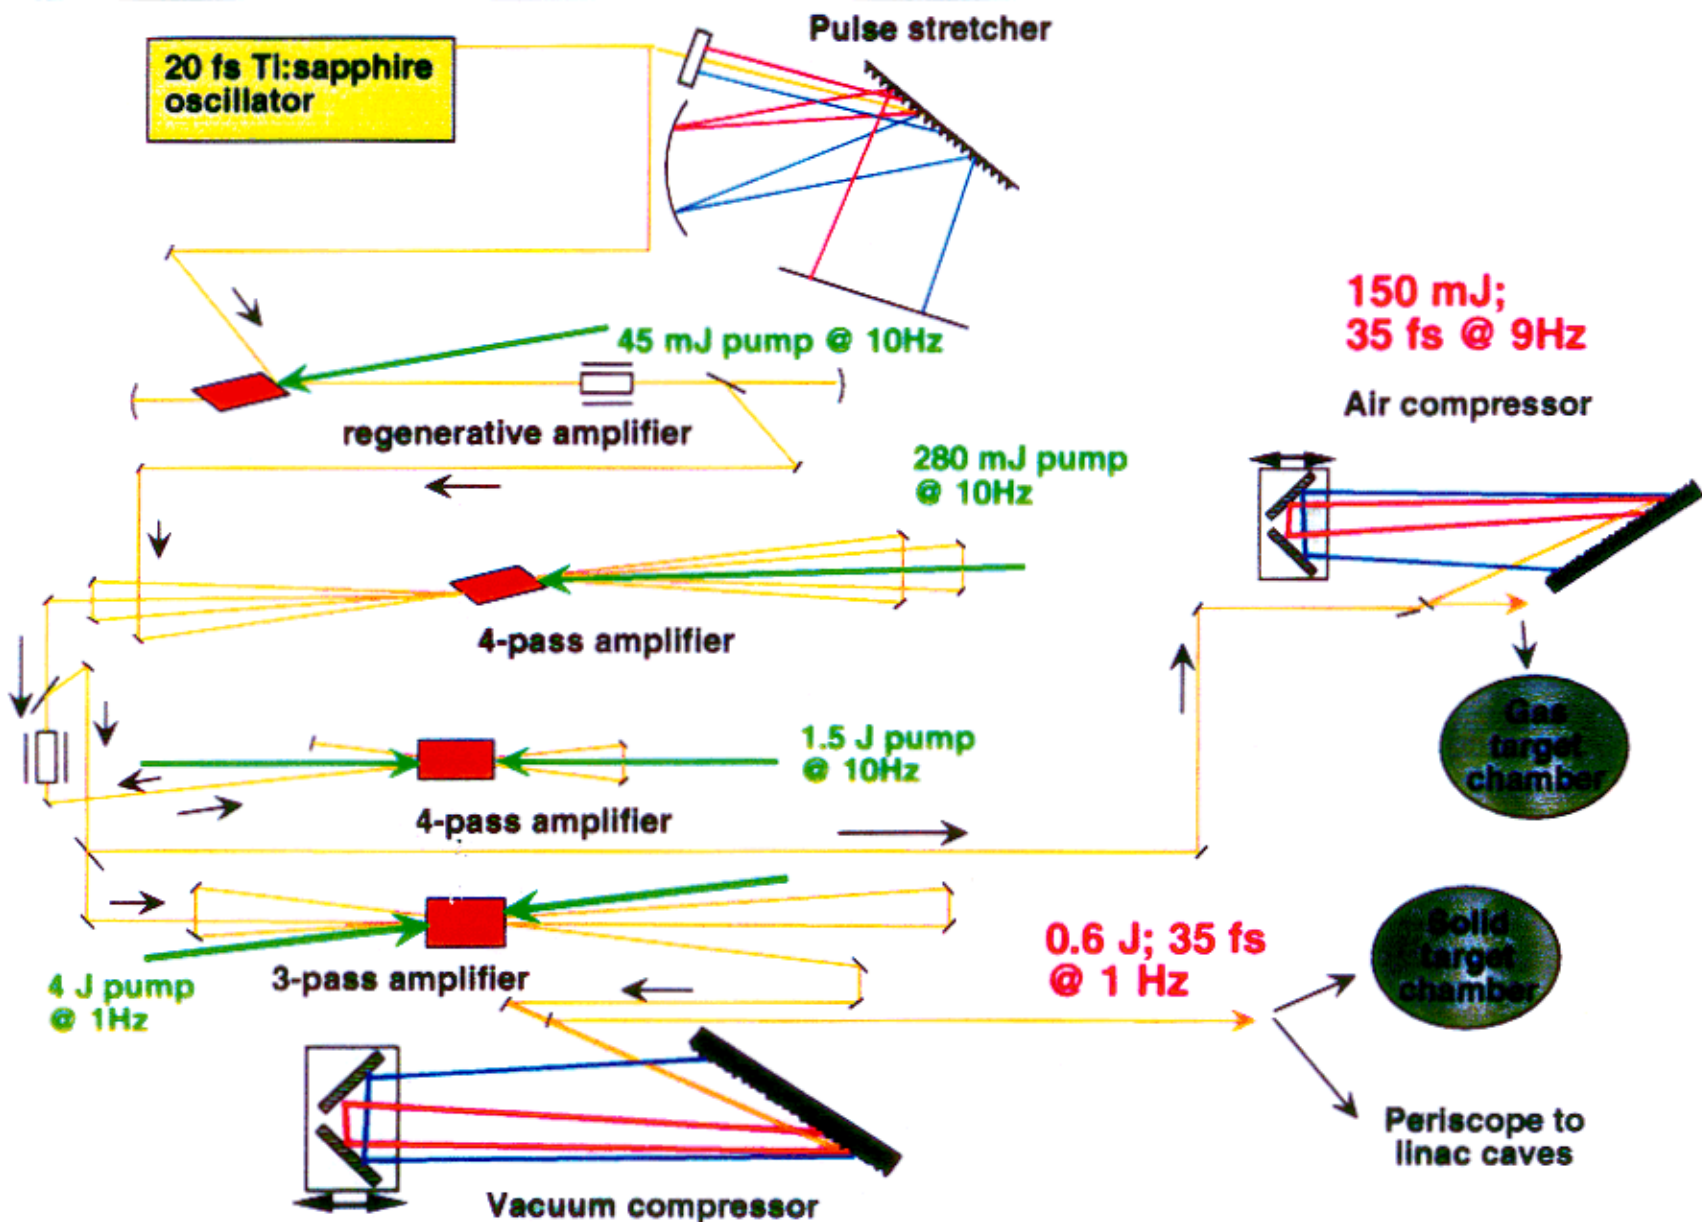 Pulse stretcher
20 fs Ti:sapphire
oscillator
45 mJ pump @ 10Hz
regenerative amplifier
150 mJ;
35 fs @ 9Hz
Air compressor
280 mJ pump
@ 10Hz
4-pass amplifier
Gas
target
chamber
1.5 J pump
@ 10Hz
4-pass amplifier
Solid
target
chamber
0.6 J; 35 fs
@ 1 Hz
3-pass amplifier
4 J pump
@ 1Hz
Periscope to
linac caves
Vacuum compressor